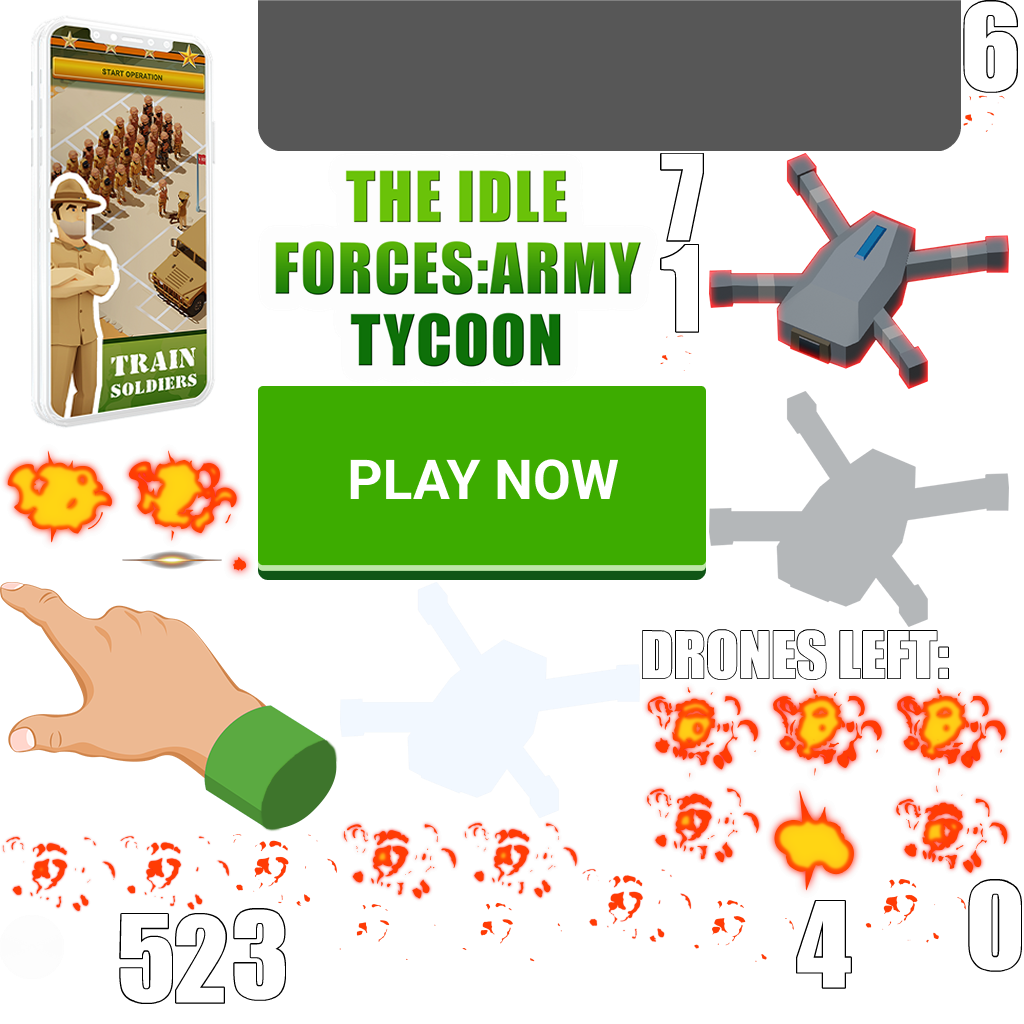 6
START OPERATION
THE IDLE
FORCES:ARMY
TYCOON
7
1
TRAIN
SOLDIERS
PLAY NOW
DRONES LEFT:
523
4
0